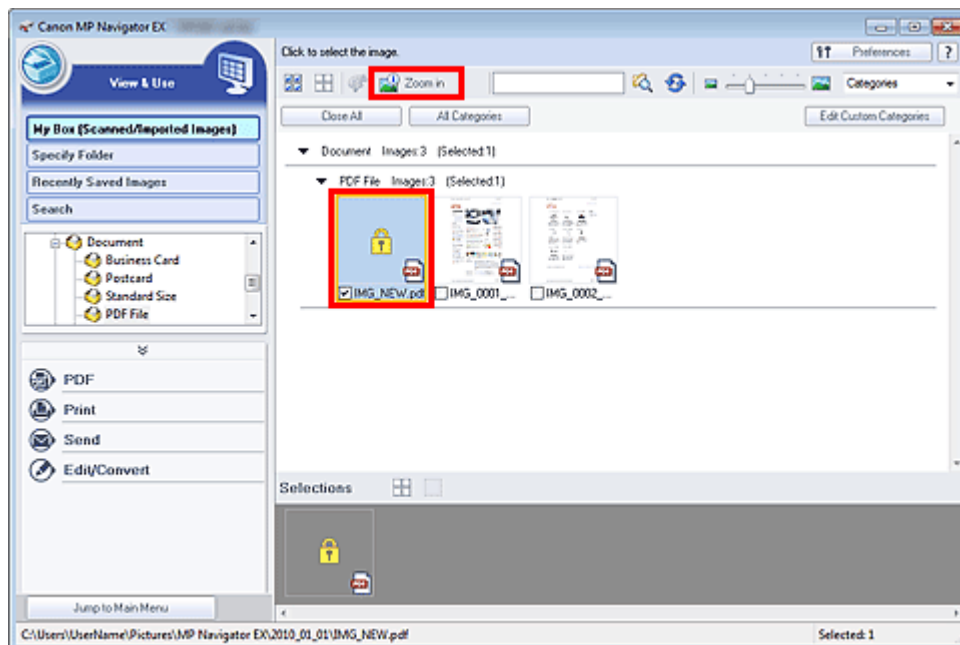 Canon MP Navigator EX
Click to select the image.
Preferences
?
View & Use
Zoom in
Categories
Close All
All Categories
Edit Custom Categories
My Box (Scanned/Imported Images)
Specify Folder
Recently Saved Images
Search
Document Images:3 (Selected:1)
PDF File Images:3 (Selected:1)
IMG_NEW.pdf
IMG_0001_...
IMG_0002_...
Document
Business Card
Postcard
Standard Size
PDF File
PDF
Print
Send
Edit/Convert
Selections
Jump to Main Menu
C:\Users\UserName\Pictures\MP Navigator EX\2010_01_01\IMG_NEW.pdf
Selected: 1